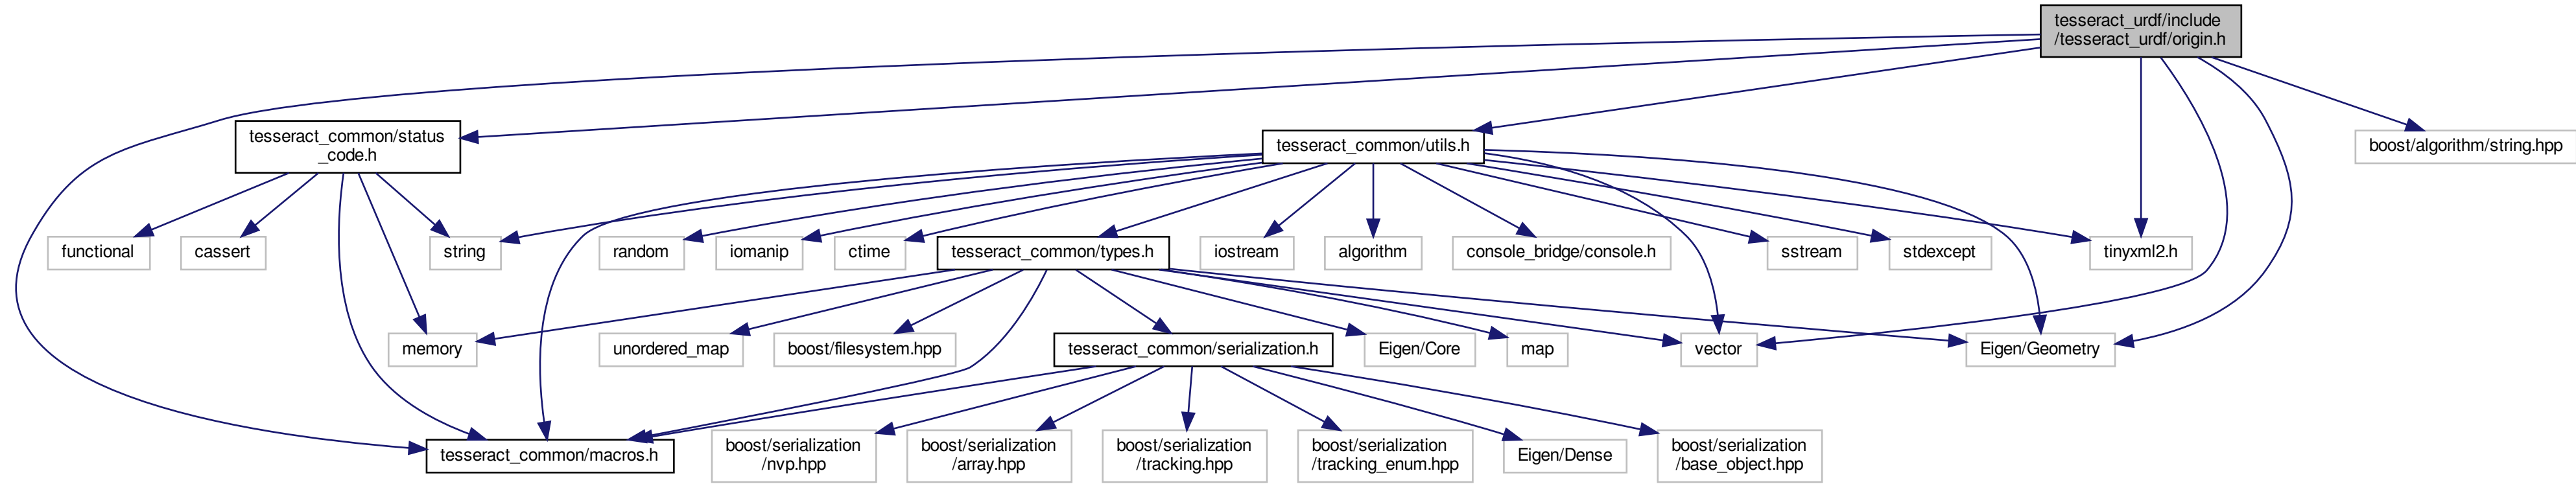 tesseract_urdf/include
/tesseract_urdf/origin.h
tesseract_common/status
_code.h
tesseract_common/utils.h
boost/algorithm/string.hpp
functional
cassert
string
random
iomanip
ctime
tesseract_common/types.h
iostream
algorithm
console_bridge/console.h
sstream
stdexcept
tinyxml2.h
memory
unordered_map
boost/filesystem.hpp
tesseract_common/serialization.h
Eigen/Core
map
vector
Eigen/Geometry
tesseract_common/macros.h
boost/serialization
/nvp.hpp
boost/serialization
/array.hpp
boost/serialization
/tracking.hpp
boost/serialization
/tracking_enum.hpp
Eigen/Dense
boost/serialization
/base_object.hpp